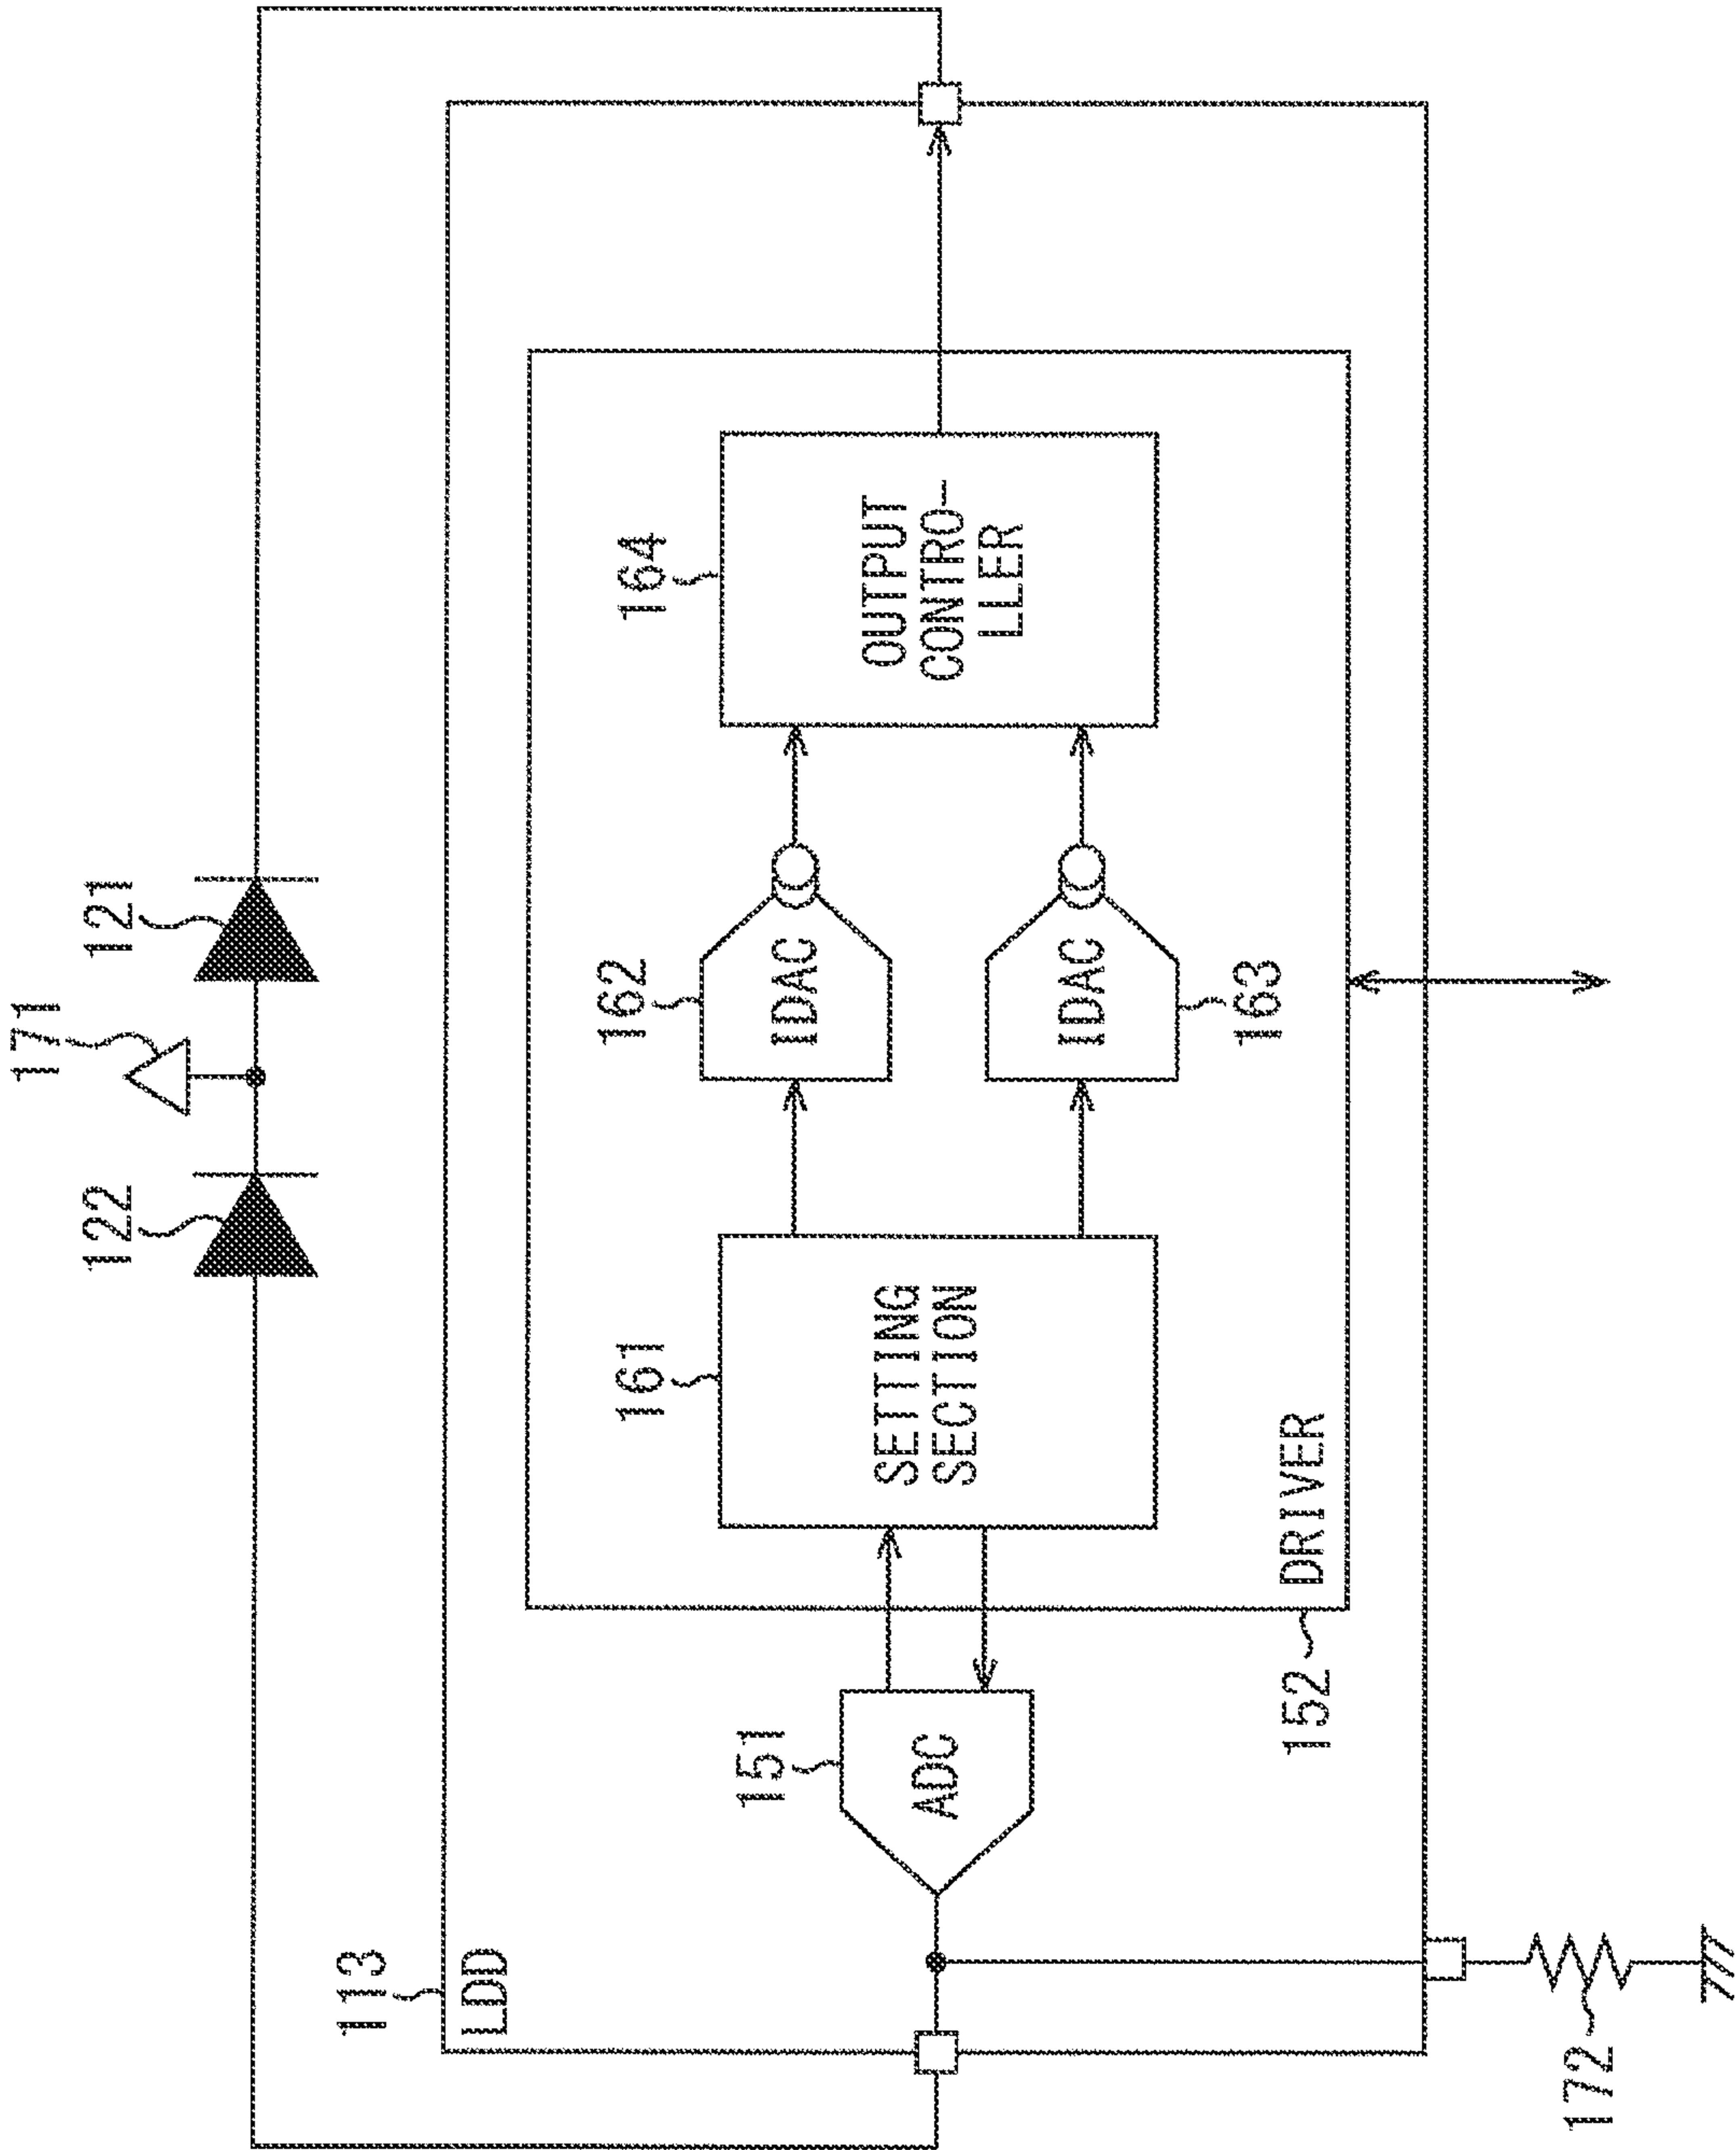 171
122
121
113
LDD
151
ADC
161
SETTING
SECTION
162
IDAC
IDAC
163
164
OUTPUT
CONTRO-
LLER
DRIVER
152
172